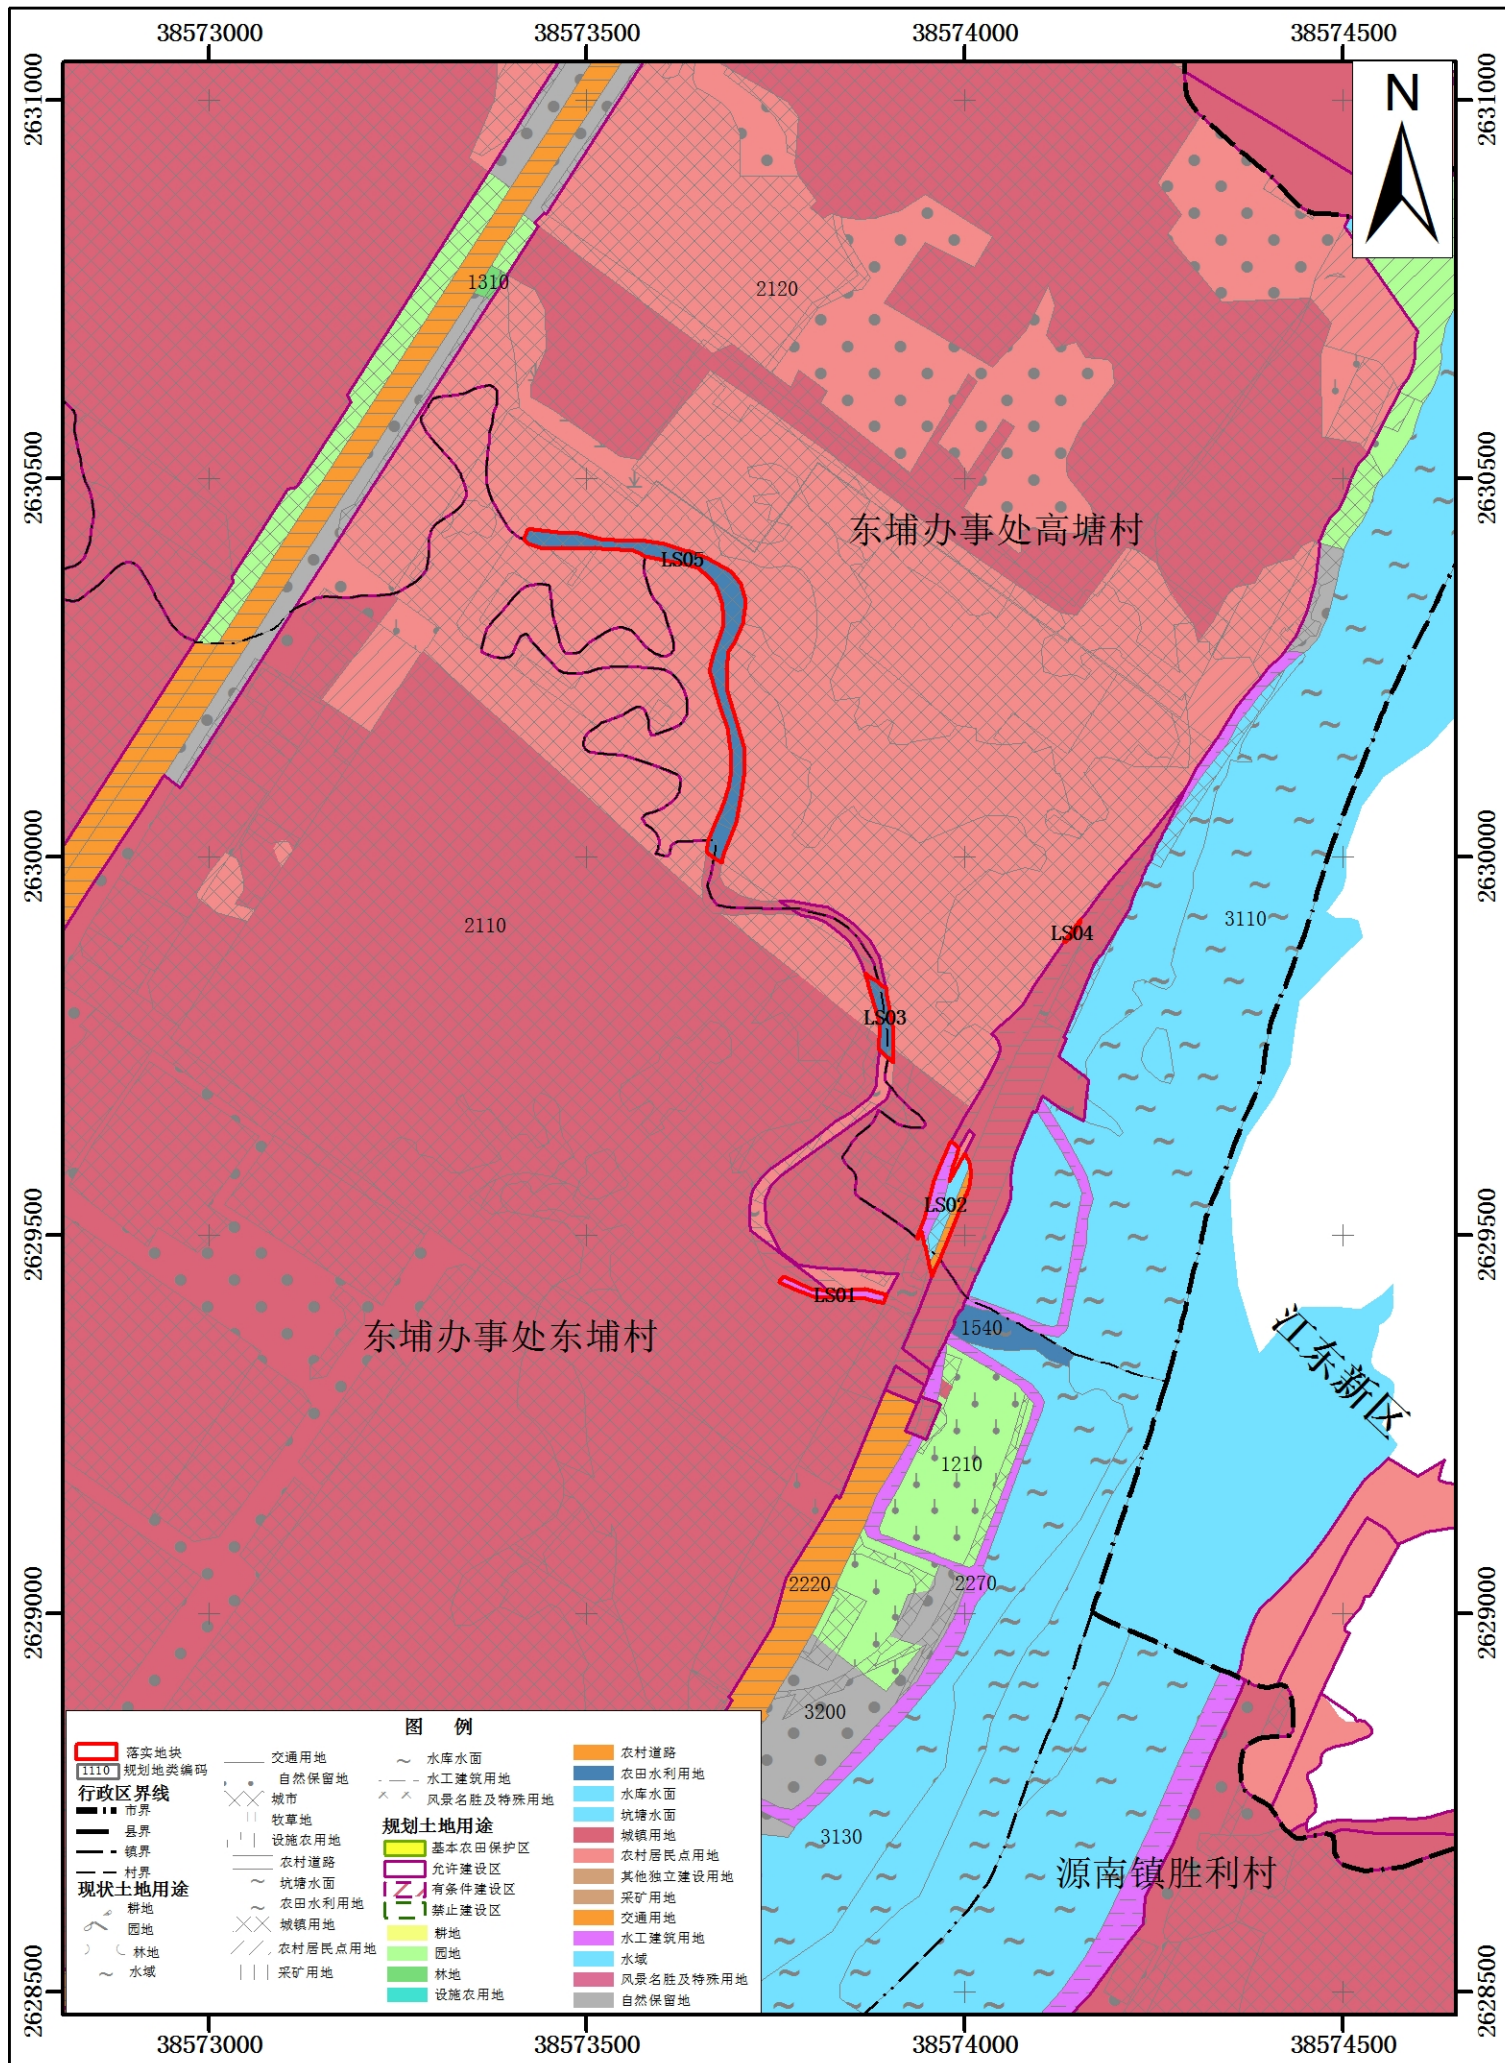 38573000 38573500 38574000 38574500
2631000 2631000
N
1310
2120
2630500 2630500
东埔办事处高塘村
LS05
2630000 2630000
2110
3110
LS04
LS03
2629500 2629500
LS02
LS01
1540
东埔办事处东埔村
江东新区
1210
2629000 2629000
2220
2270
3200
3130
源南镇胜利村
图 例
落实地块
1110 规划地类编码
行政区界线
市界
县界
镇界
村界
现状土地用途
耕地
园地
林地
水域
交通用地
自然保留地
城市
牧草地
设施农用地
农村道路
坑塘水面
农田水利用地
城镇用地
农村居民点用地
采矿用地
水库水面
水工建筑用地
风景名胜及特殊用地
规划土地用途
基本农田保护区
允许建设区
有条件建设区
禁止建设区
耕地
园地
林地
设施农用地
农村道路
农田水利用地
水库水面
坑塘水面
城镇用地
农村居民点用地
其他独立建设用地
采矿用地
交通用地
水工建筑用地
水域
风景名胜及特殊用地
自然保留地
2628500 2628500
38573000 38573500 38574000 38574500